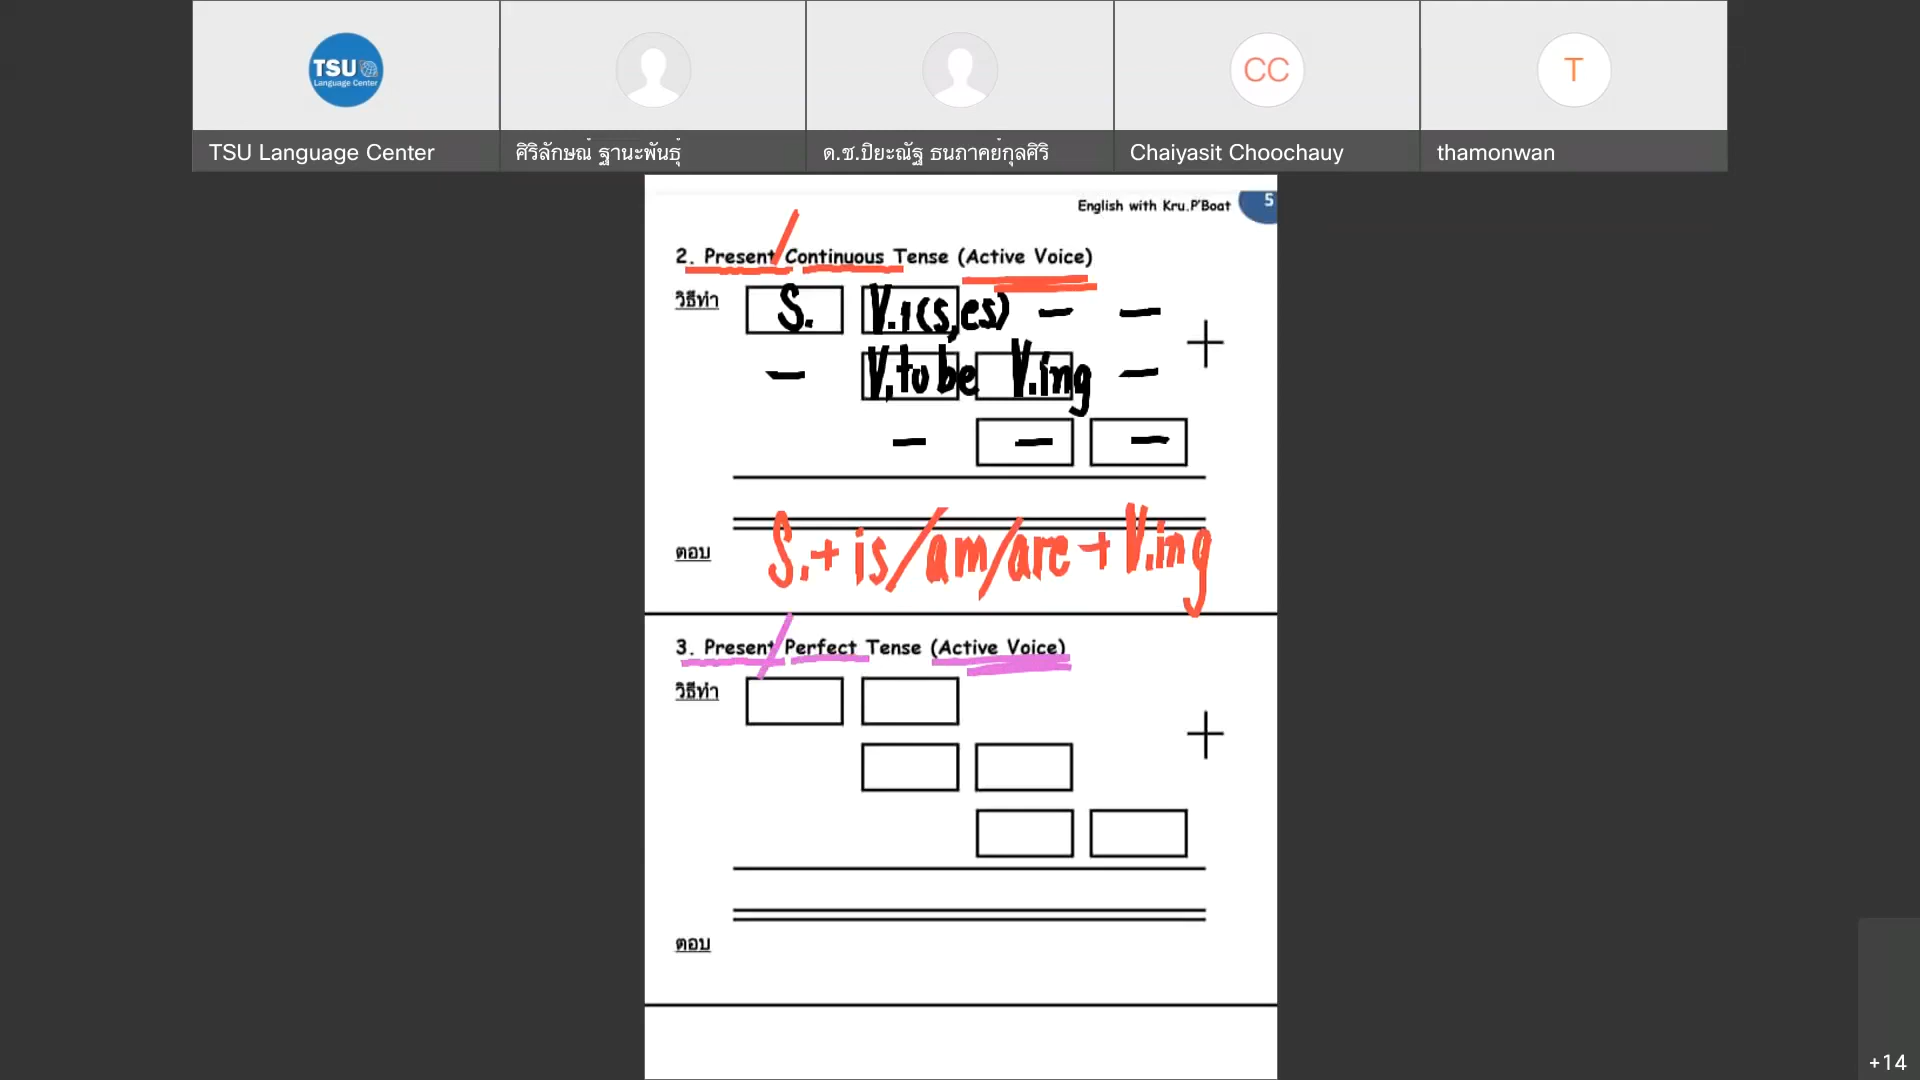 TSU
Language Center
TSU Language Center
ศิริลักษณ์ ฐานะพันธุ์
ด.ช.ปิยะณัฐ ธนภาคย์กุลศิริ
CC
Chaiyasit Choochauy
T
thamonwan
English with Kru.P'Boat 5
2. Present Continuous Tense (Active Voice)
วิธีทำ S. V.1(s,es) - -
+
- V.to be V.ing -
- - -
ตอบ S. + is/am/are + V.ing
3. Present Perfect Tense (Active Voice)
วิธีทำ
+
ตอบ
+14